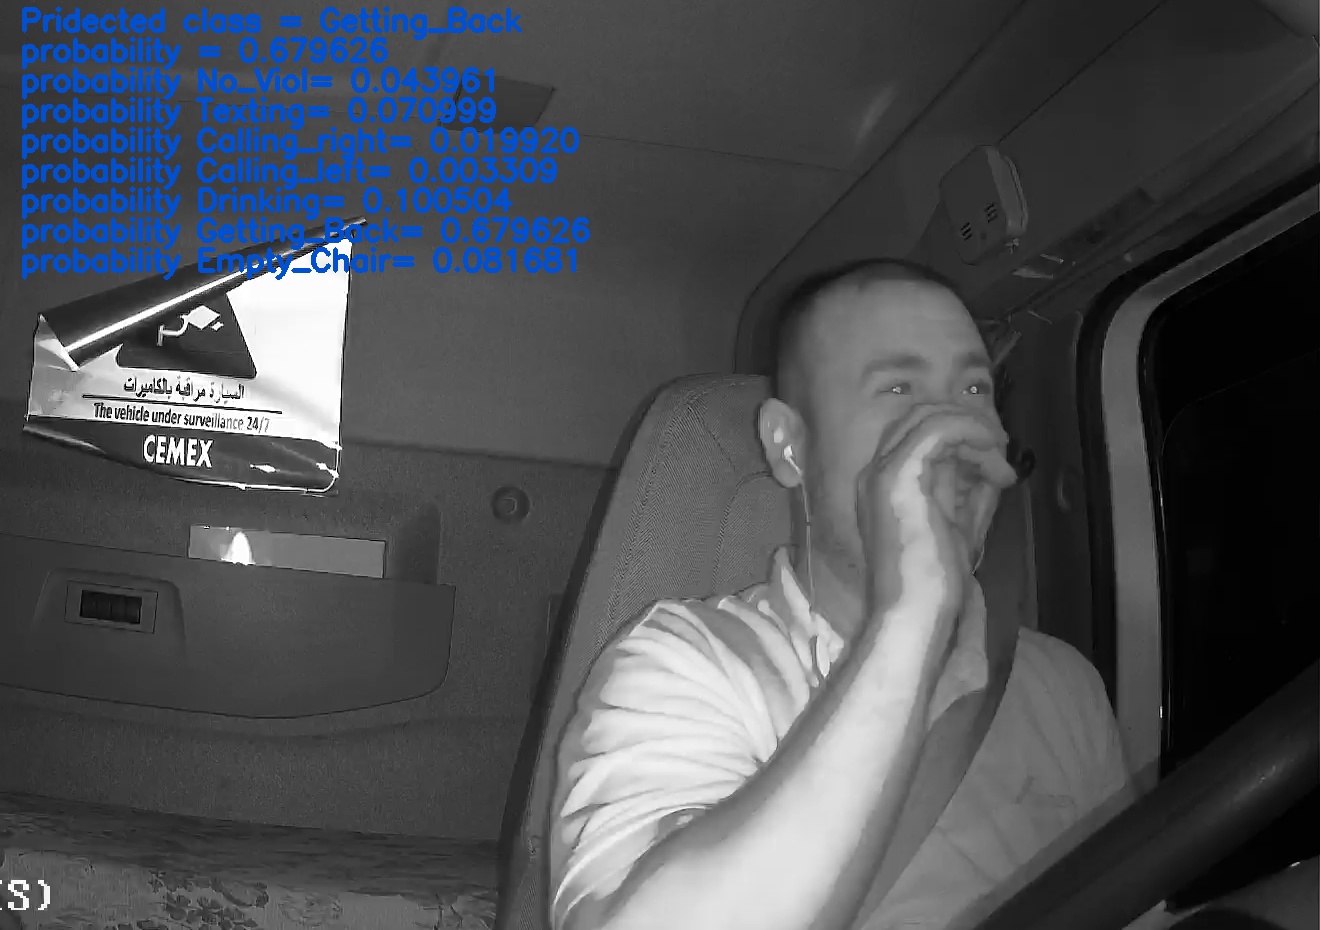 Pridected class = Getting_Back
probability = 0.679626
probability No_Viol= 0.043961
probability Texting= 0.070999
probability Calling_right= 0.019920
probability Calling_left= 0.003309
probability Drinking= 0.100504
probability Getting_Back= 0.679626
probability Empty_Chair= 0.081681
السيارة مراقبة بالكاميرات
The vehicle under surveillance 24/7
CEMEX
S)